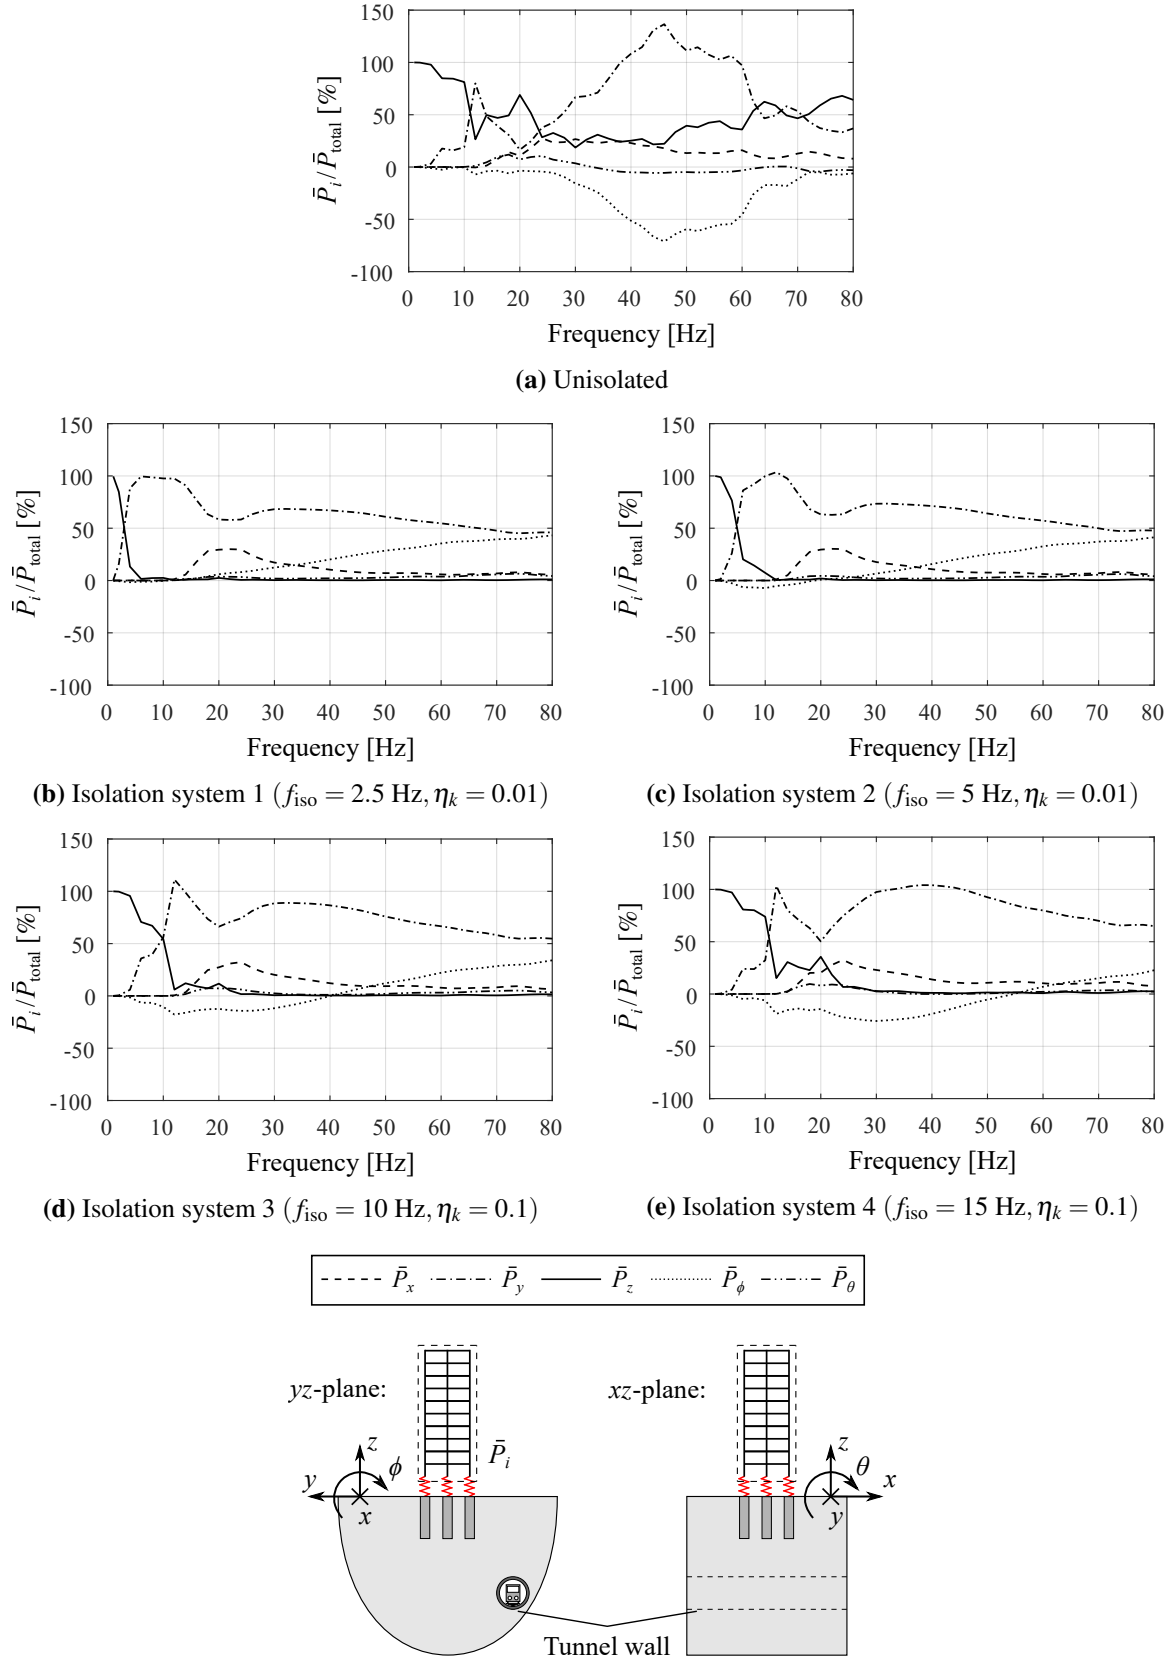 150
100
50
0
-50
-100
P̄i/P̄total [%]
0 10 20 30 40 50 60 70 80
Frequency [Hz]
(a) Unisolated
150
100
50
0
-50
-100
P̄i/P̄total [%]
0 10 20 30 40 50 60 70 80
Frequency [Hz]
(b) Isolation system 1 (fiso = 2.5 Hz, ηk = 0.01)
150
100
50
0
-50
-100
P̄i/P̄total [%]
0 10 20 30 40 50 60 70 80
Frequency [Hz]
(c) Isolation system 2 (fiso = 5 Hz, ηk = 0.01)
150
100
50
0
-50
-100
P̄i/P̄total [%]
0 10 20 30 40 50 60 70 80
Frequency [Hz]
(d) Isolation system 3 (fiso = 10 Hz, ηk = 0.1)
150
100
50
0
-50
-100
P̄i/P̄total [%]
0 10 20 30 40 50 60 70 80
Frequency [Hz]
(e) Isolation system 4 (fiso = 15 Hz, ηk = 0.1)
P̄x P̄y P̄z P̄ϕ P̄θ
yz-plane:
z
ϕ
y
x
P̄i
xz-plane:
z
θ
x
y
Tunnel wall